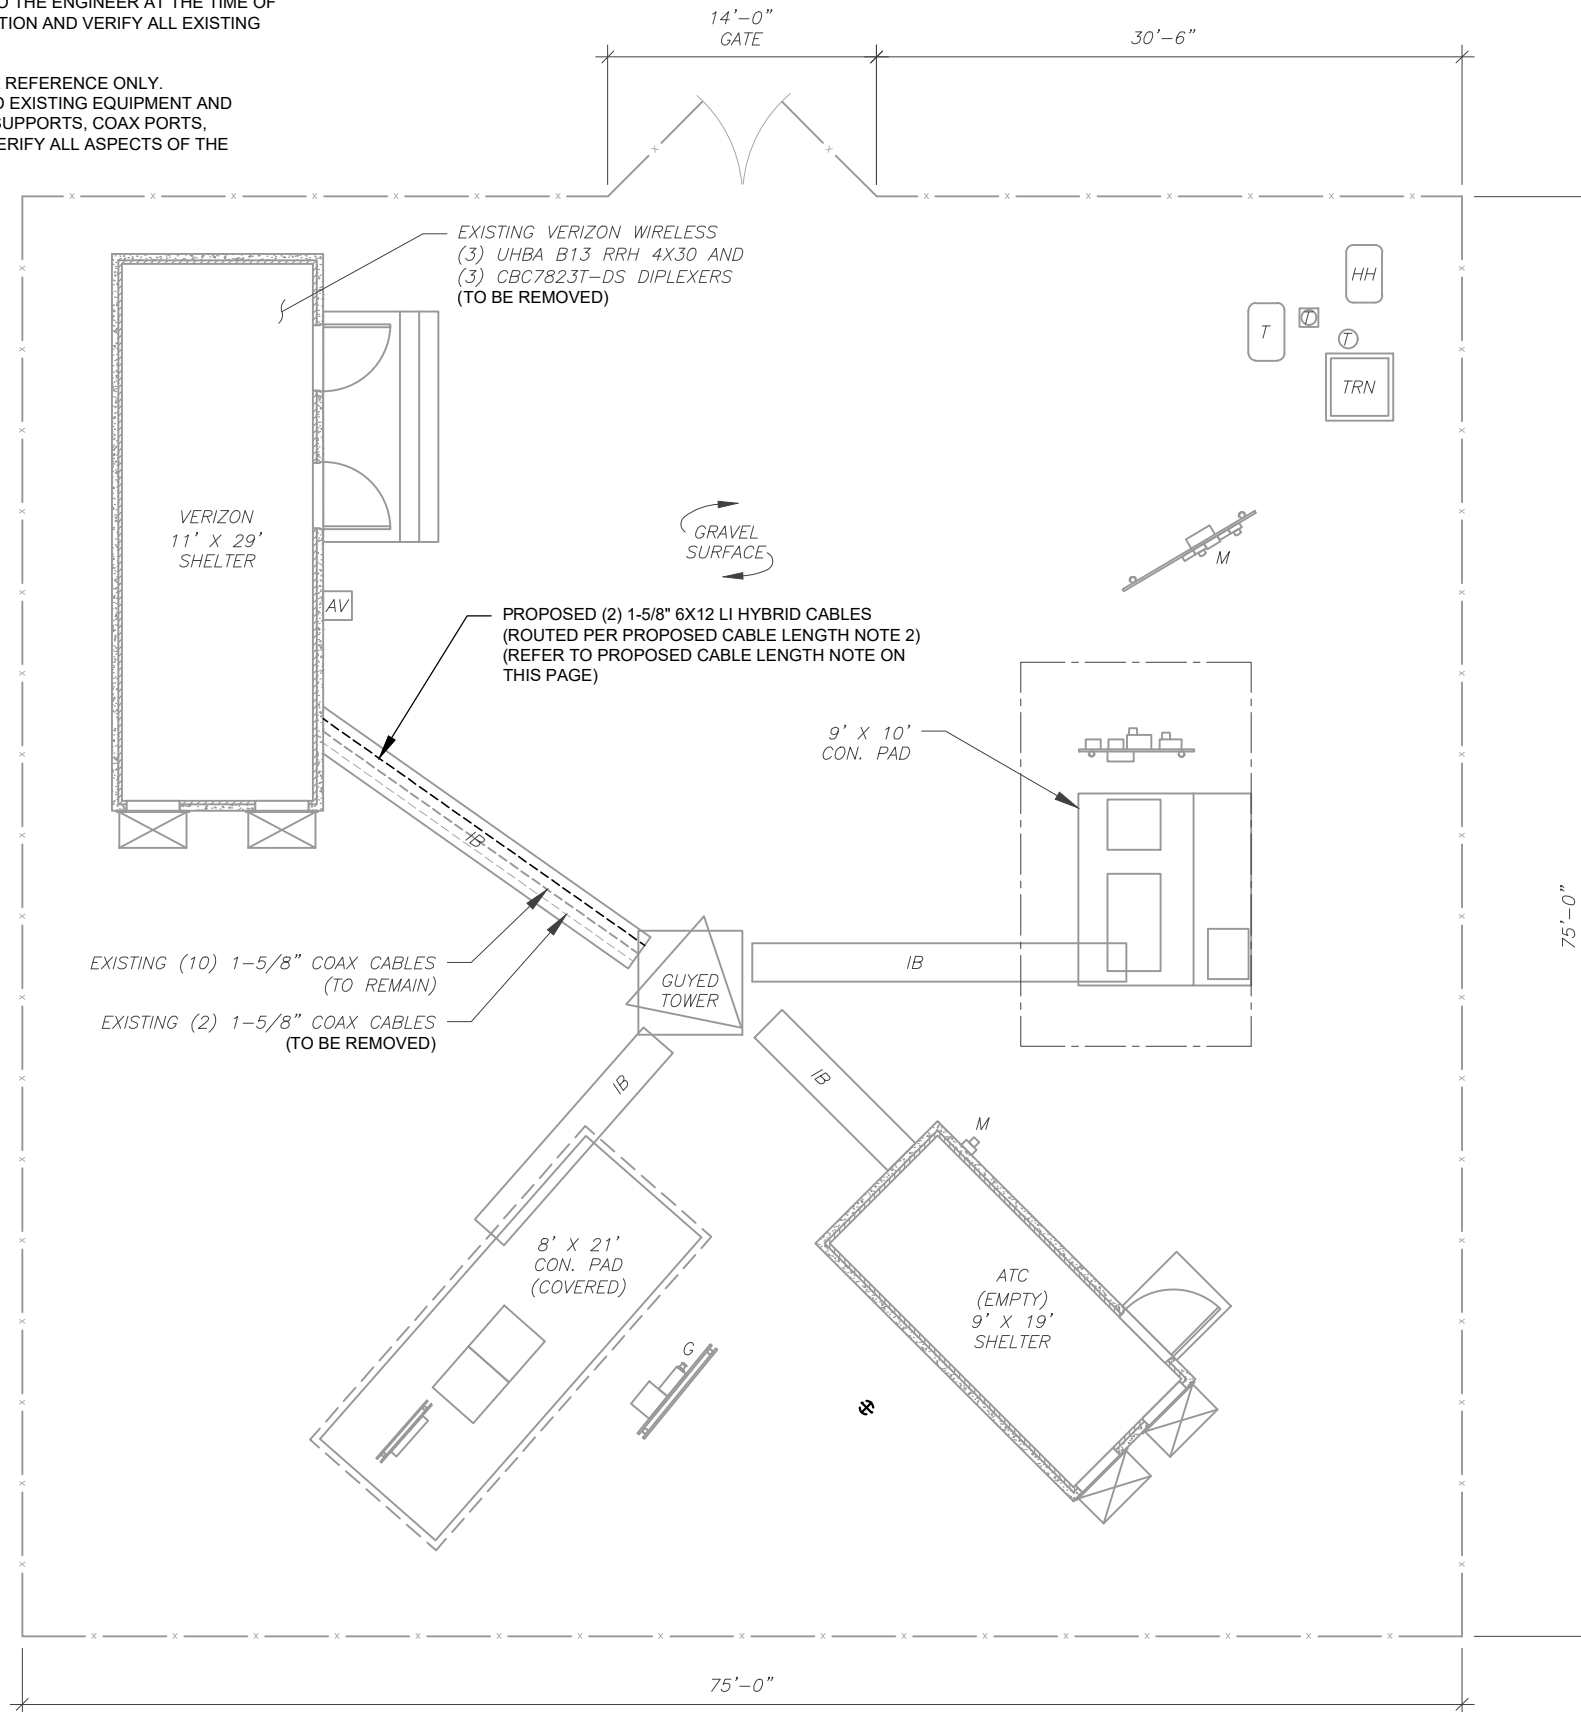 O THE ENGINEER AT THE TIME OF
TION AND VERIFY ALL EXISTING
REFERENCE ONLY.
D EXISTING EQUIPMENT AND
SUPPORTS, COAX PORTS,
ERIFY ALL ASPECTS OF THE
14'-0"
GATE
30'-6"
EXISTING VERIZON WIRELESS
(3) UHBA B13 RRH 4X30 AND
(3) CBC7823T-DS DIPLEXERS
(TO BE REMOVED)
HH
T
T
T
TRN
VERIZON
11' X 29'
SHELTER
GRAVEL
SURFACE
M
AV
PROPOSED (2) 1-5/8" 6X12 LI HYBRID CABLES
(ROUTED PER PROPOSED CABLE LENGTH NOTE 2)
(REFER TO PROPOSED CABLE LENGTH NOTE ON
THIS PAGE)
9' X 10'
CON. PAD
IB
75'-0"
EXISTING (10) 1-5/8" COAX CABLES
(TO REMAIN)
EXISTING (2) 1-5/8" COAX CABLES
(TO BE REMOVED)
GUYED
TOWER
IB
IB
IB
M
8' X 21'
CON. PAD
(COVERED)
ATC
(EMPTY)
9' X 19'
SHELTER
G
75'-0"